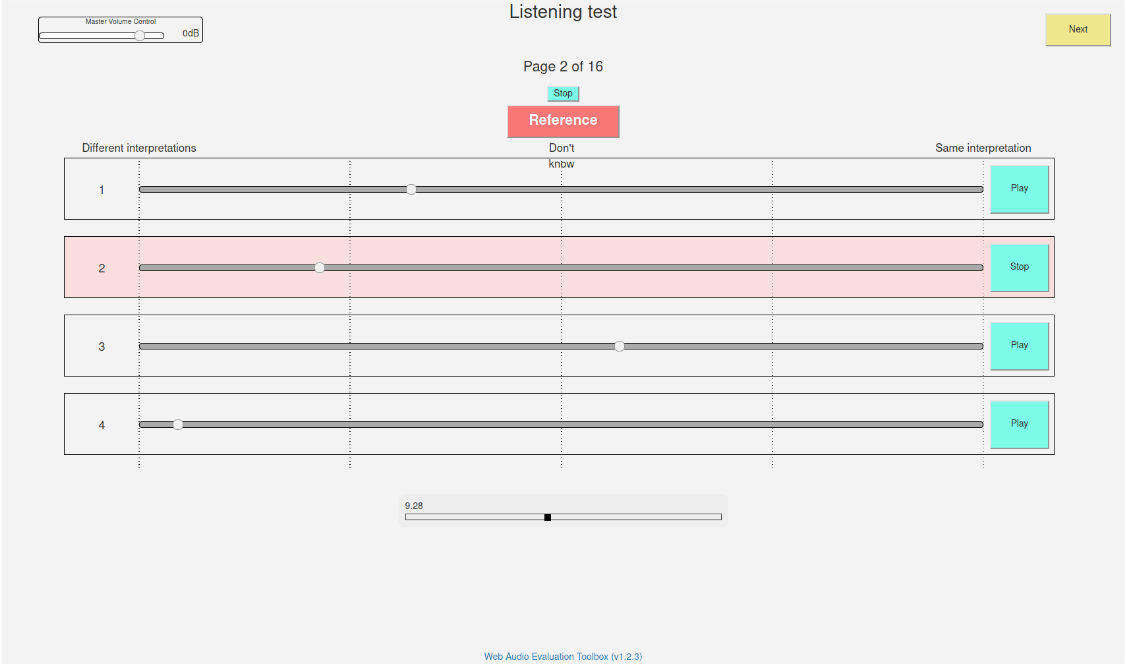 Listening test
Master Volume Control
0dB
Next
Page 2 of 16
Stop
Reference
Different interpretations
Don't
know
Same interpretation
1
Play
2
Stop
3
Play
4
Play
9.28
Web Audio Evaluation Toolbox (v1.2.3)